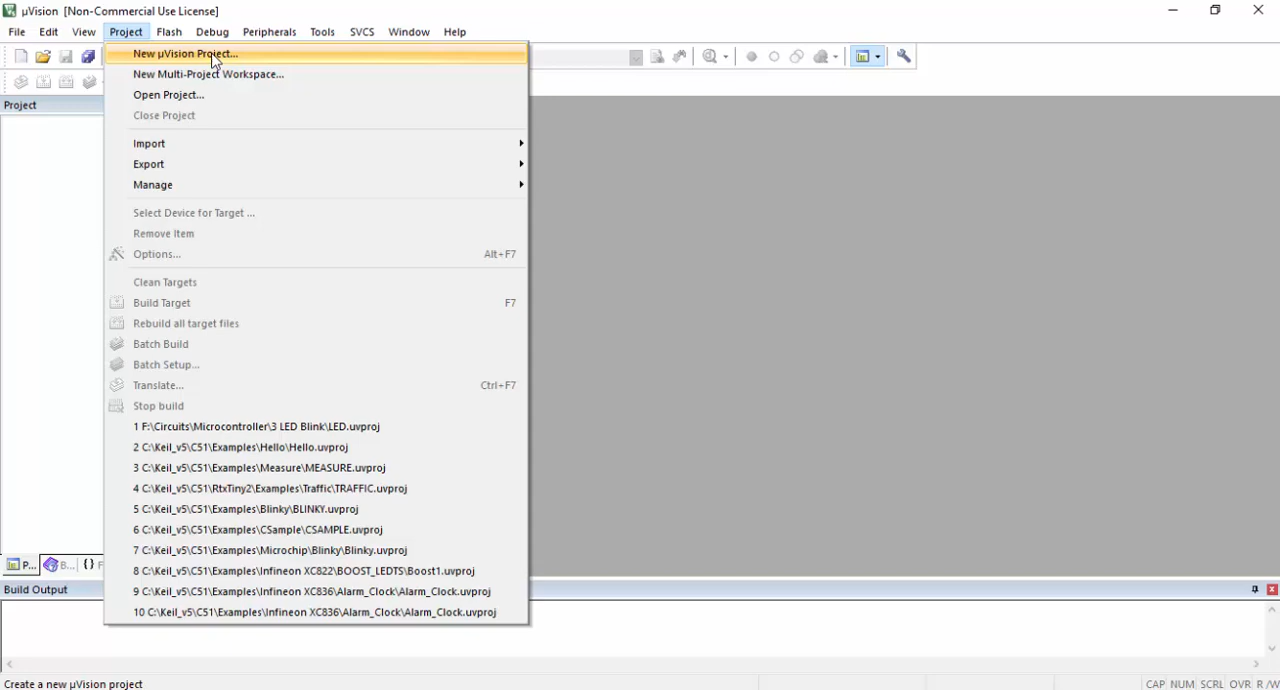 µVision [Non-Commercial Use License]
File Edit View Project Flash Debug Peripherals Tools SVCS Window Help
New µVision Project...
New Multi-Project Workspace...
Project
Open Project...
Close Project
Import
Export
Manage
Select Device for Target ...
Remove Item
Options... Alt+F7
Clean Targets
Build Target F7
Rebuild all target files
Batch Build
Batch Setup...
Translate... Ctrl+F7
Stop build
1 F:\Circuits\Microcontroller\3 LED Blink\LED.uvproj
2 C:\Keil_v5\C51\Examples\Hello\Hello.uvproj
3 C:\Keil_v5\C51\Examples\Measure\MEASURE.uvproj
4 C:\Keil_v5\C51\RtxTiny2\Examples\Traffic\TRAFFIC.uvproj
5 C:\Keil_v5\C51\Examples\Blinky\BLINKY.uvproj
6 C:\Keil_v5\C51\Examples\CSample\CSAMPLE.uvproj
7 C:\Keil_v5\C51\Examples\Microchip\Blinky\Blinky.uvproj
8 C:\Keil_v5\C51\Examples\Infineon XC822\BOOST_LEDTS\Boost1.uvproj
9 C:\Keil_v5\C51\Examples\Infineon XC836\Alarm_Clock\Alarm_Clock.uvproj
10 C:\Keil_v5\C51\Examples\Infineon XC836\Alarm_Clock\Alarm_Clock.uvproj
P... B... {} F
Build Output
Create a new µVision project CAP NUM SCRL OVR R /W